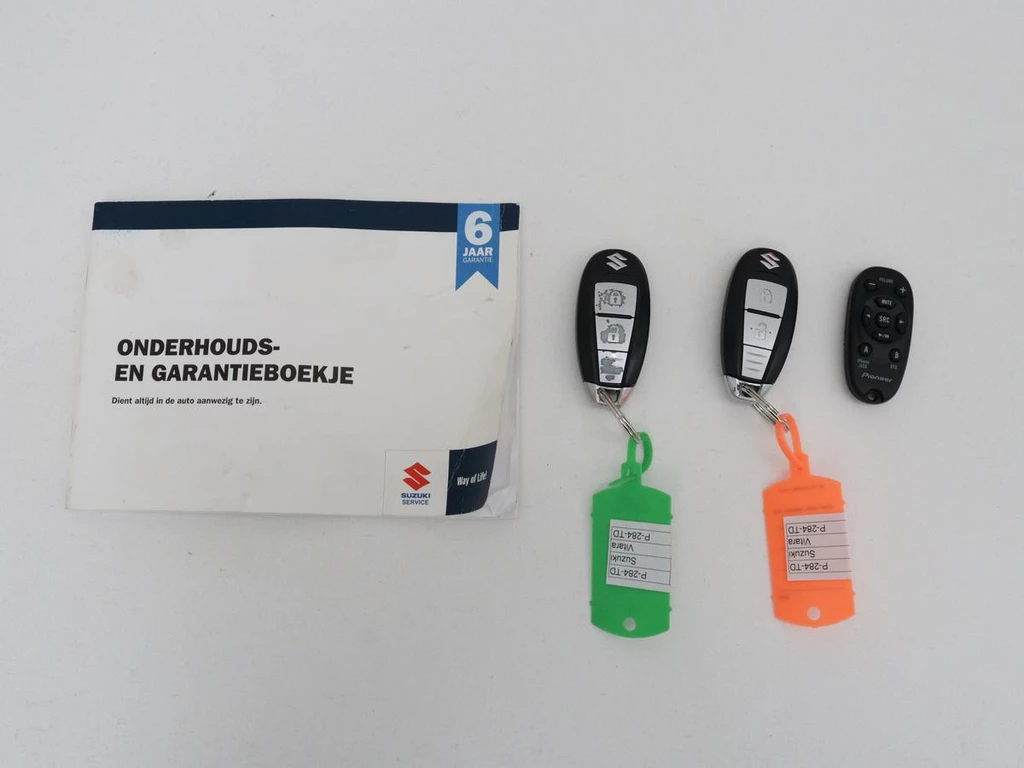 6
JAAR
GARANTIE
ONDERHOUDS-
EN GARANTIEBOEKJE
Dient altijd in de auto aanwezig te zijn.
SUZUKI
SERVICE
Way of Life!
P-284-TD
Suzuki
Vitara
P-284-TD
P-284-TD
Suzuki
Vitara
P-284-TD
VOLUME
- +
MUTE
SRC
Pioneer